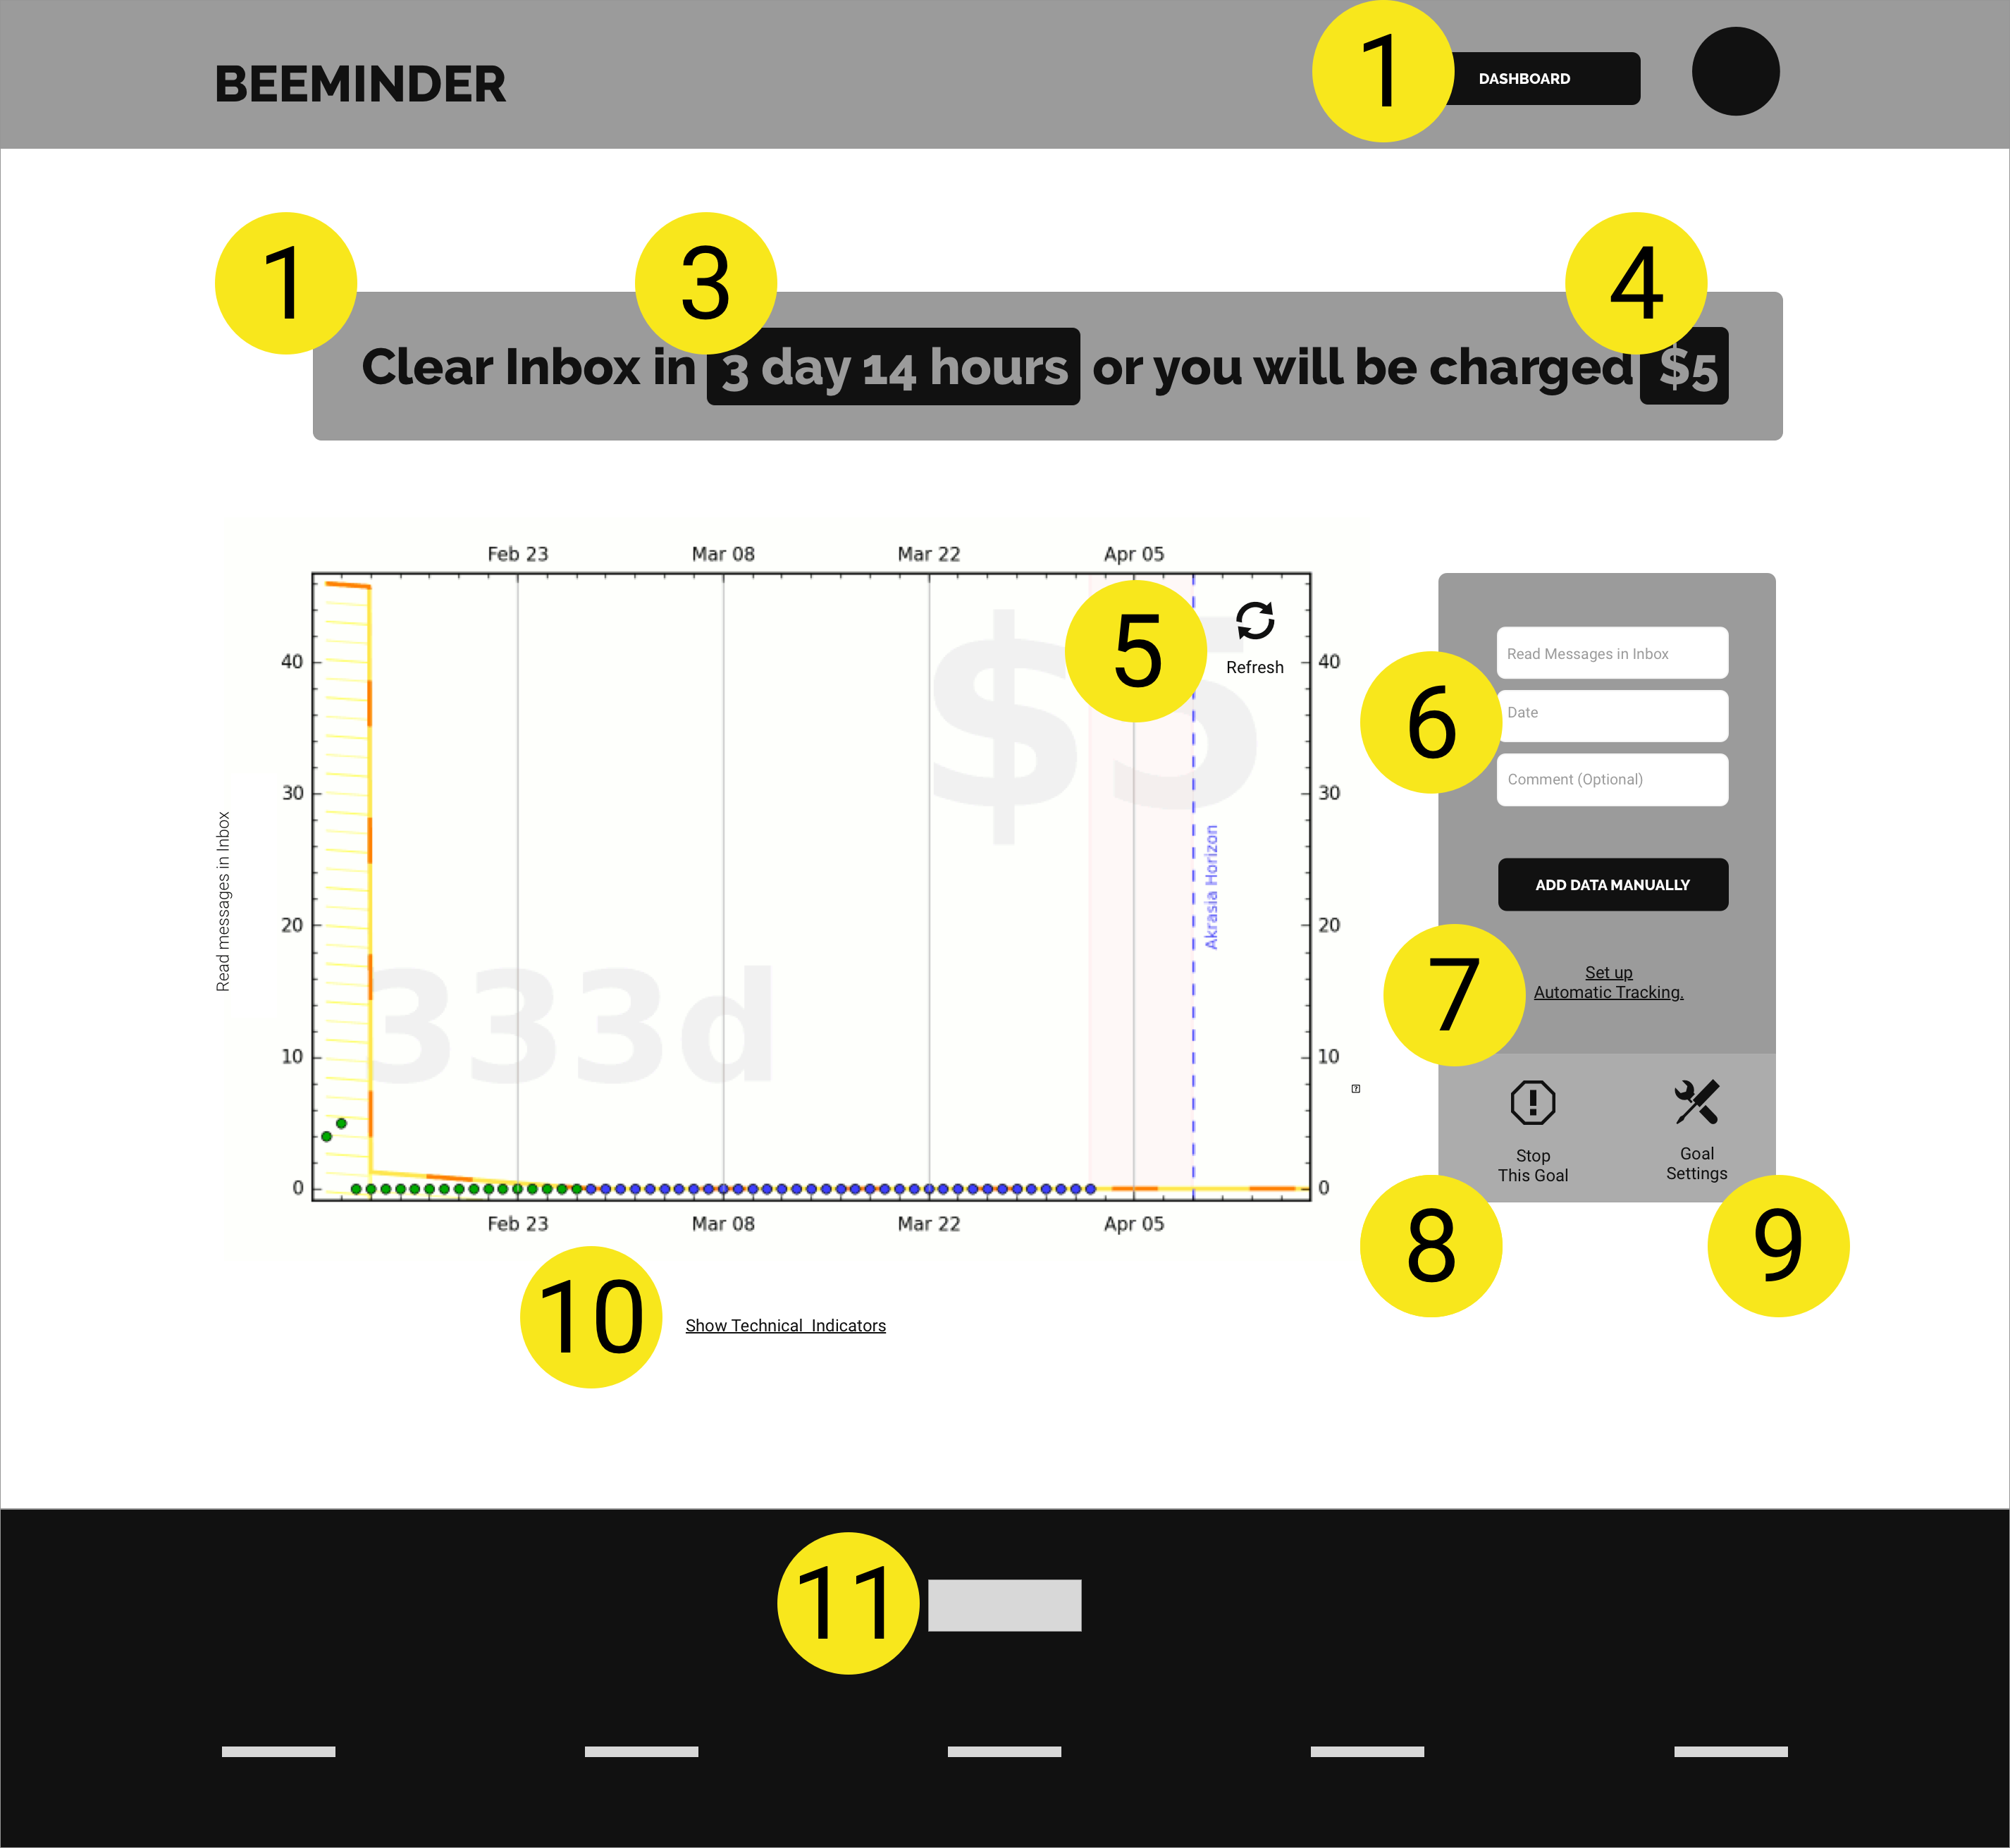 BEEMINDER
1
DASHBOARD
1
3
4
Clear Inbox in 3 day 14 hours or you will be charged $5
Feb 23 Mar 08 Mar 22 Apr 05
5
Refresh
$5
40
40
30
30
20
20
10
10
0
0
Read messages in Inbox
Akrasia Horizon
333d
Feb 23 Mar 08 Mar 22 Apr 05
6
Read Messages in Inbox
Date
Comment (Optional)
ADD DATA MANUALLY
7
Set up
Automatic Tracking.
?
Stop
This Goal
Goal
Settings
8
9
10
Show Technical Indicators
11